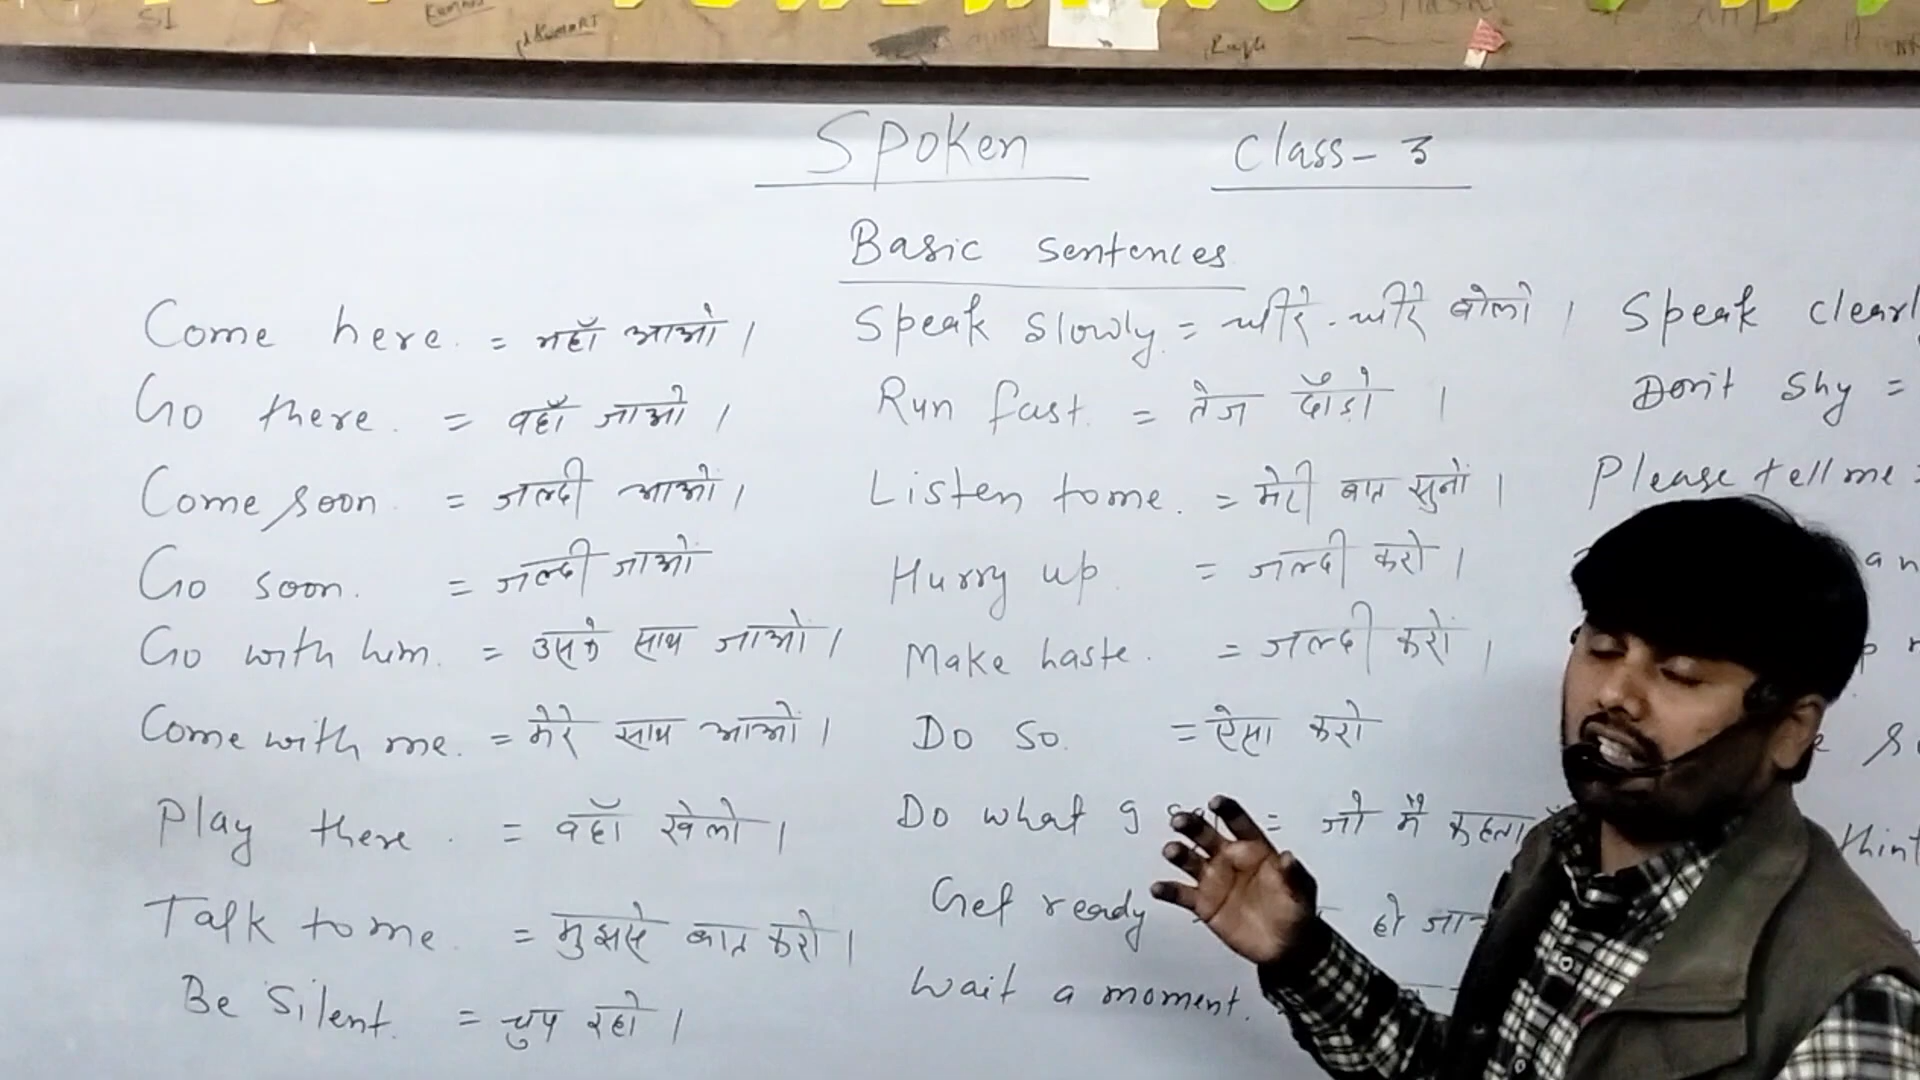 SI
Kumari
Kumari
Spoken Class - 3
Basic sentences
Come here. = यहाँ आओ।
Go there. = वहाँ जाओ।
Come soon. = जल्दी आओ।
Go soon. = जल्दी जाओ
Go with him. = उसके साथ जाओ।
Come with me. = मेरे साथ आओ।
Play there. = वहाँ खेलो।
Talk to me. = मुझसे बात करो।
Be Silent. = चुप रहो।
Speak slowly. = धीरे-धीरे बोलो।
Run fast. = तेज दौड़ो।
Listen to me. = मेरी बात सुनो।
Hurry up. = जल्दी करो।
Make haste. = जल्दी करो।
Do so. = ऐसा करो
Do what I = जो मैं कहता
Get ready हो
Wait a moment.
Speak
Don't Shy =
Please tell me =